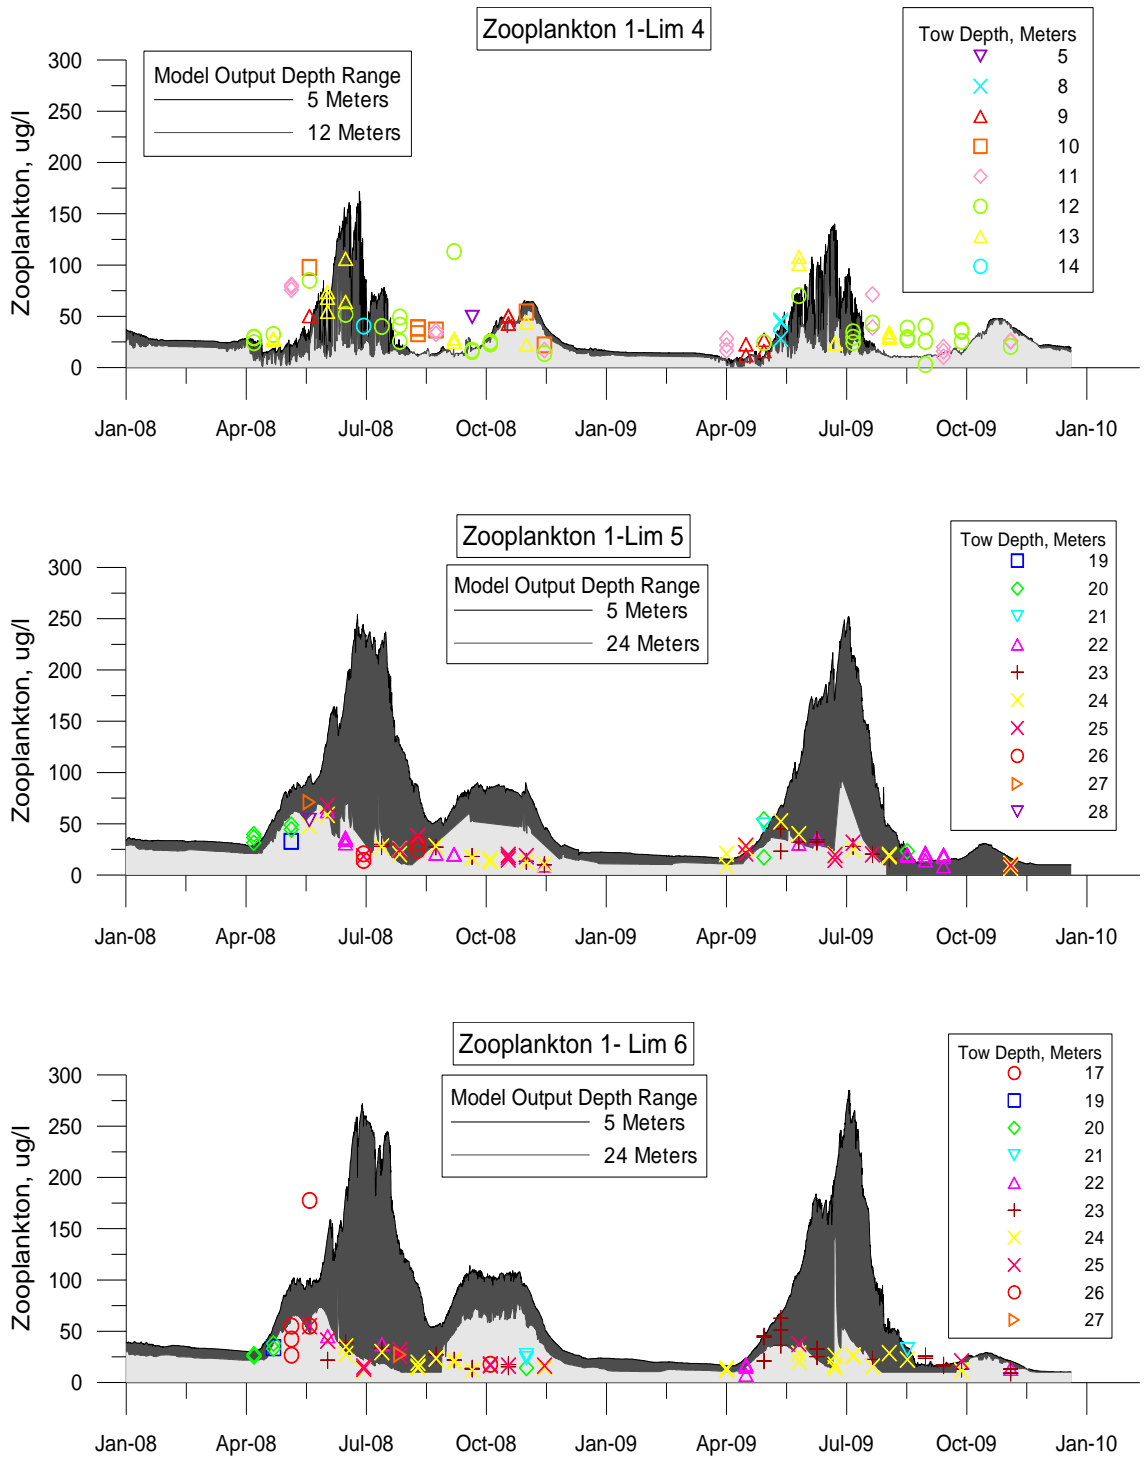 Zooplankton 1-Lim 4
Zooplankton, ug/l
300
250
200
150
100
50
0
Model Output Depth Range
5 Meters
12 Meters
Tow Depth, Meters
5
8
9
10
11
12
13
14
Jan-08 Apr-08 Jul-08 Oct-08 Jan-09 Apr-09 Jul-09 Oct-09 Jan-10
Zooplankton 1-Lim 5
Zooplankton, ug/l
300
250
200
150
100
50
0
Model Output Depth Range
5 Meters
24 Meters
Tow Depth, Meters
19
20
21
22
23
24
25
26
27
28
Jan-08 Apr-08 Jul-08 Oct-08 Jan-09 Apr-09 Jul-09 Oct-09 Jan-10
Zooplankton 1- Lim 6
Zooplankton, ug/l
300
250
200
150
100
50
0
Model Output Depth Range
5 Meters
24 Meters
Tow Depth, Meters
17
19
20
21
22
23
24
25
26
27
Jan-08 Apr-08 Jul-08 Oct-08 Jan-09 Apr-09 Jul-09 Oct-09 Jan-10